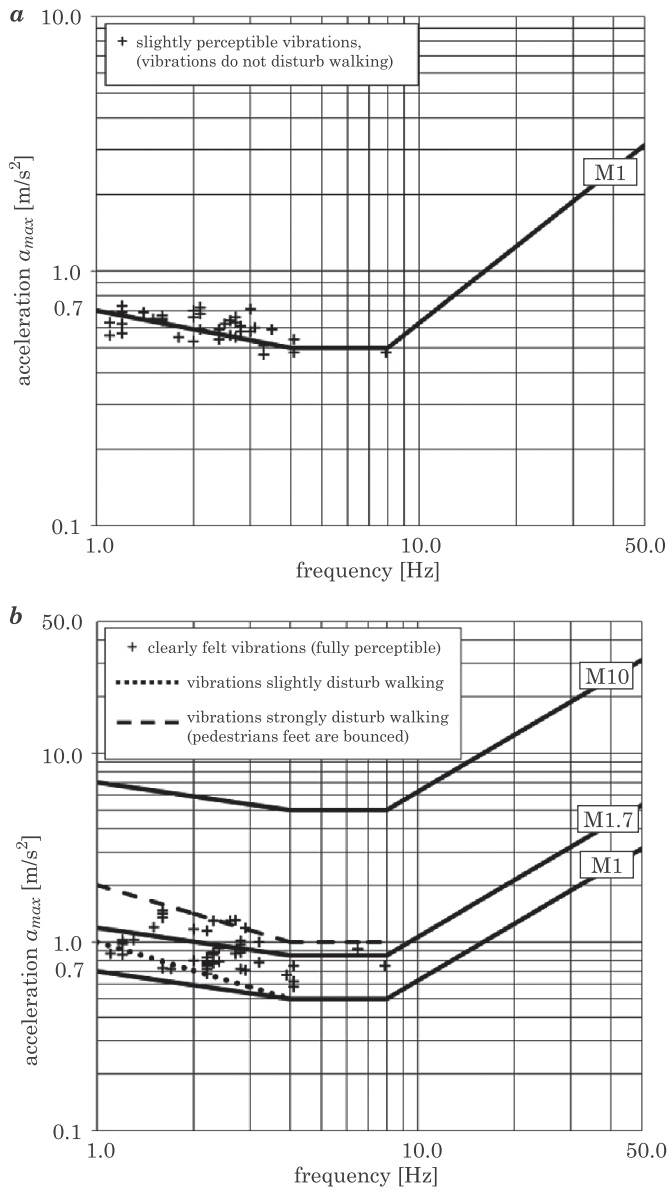 a
10.0
+ slightly perceptible vibrations,
(vibrations do not disturb walking)
M1
1.0
0.7
0.1
acceleration a_max [m/s²]
1.0 10.0 50.0
frequency [Hz]
b
50.0
+ clearly felt vibrations (fully perceptible)
vibrations slightly disturb walking
vibrations strongly disturb walking
(pedestrians feet are bounced)
M10
10.0
M1.7
M1
1.0
0.7
0.1
acceleration a_max [m/s²]
1.0 10.0 50.0
frequency [Hz]